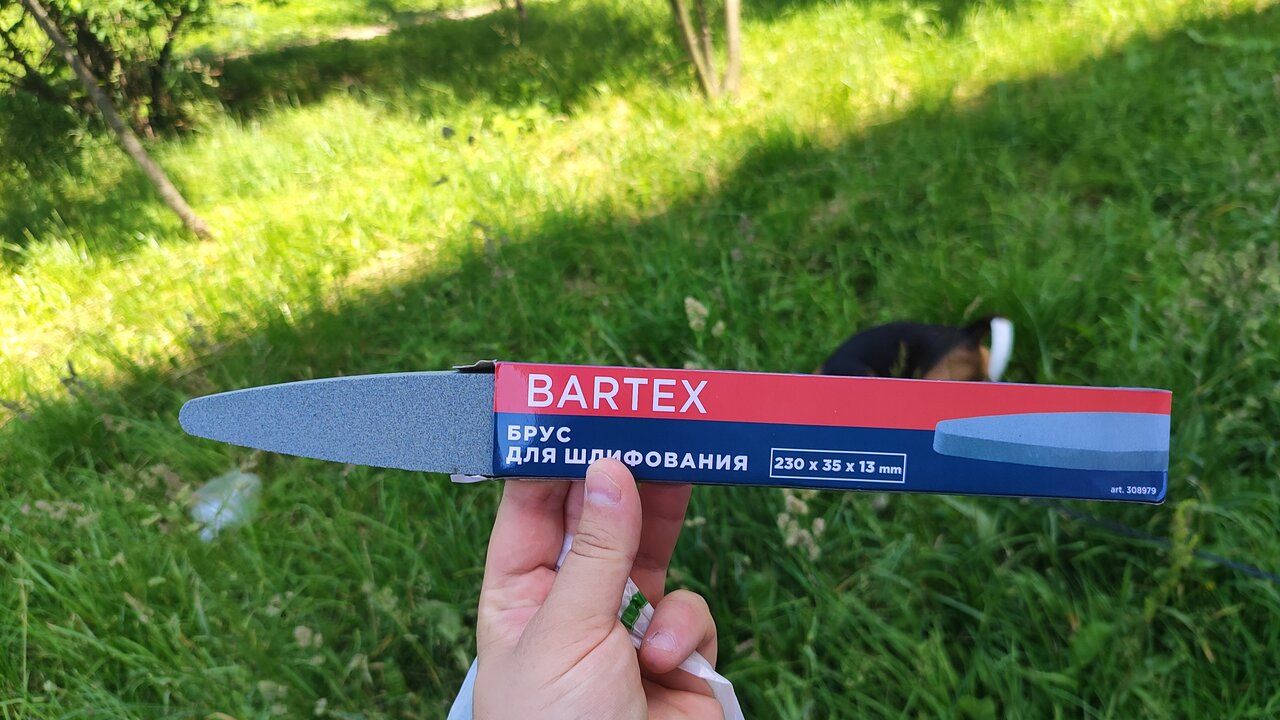 BARTEX
БРУС
ДЛЯ ШЛИФОВАНИЯ
230 x 35 x 13 mm
art. 308979